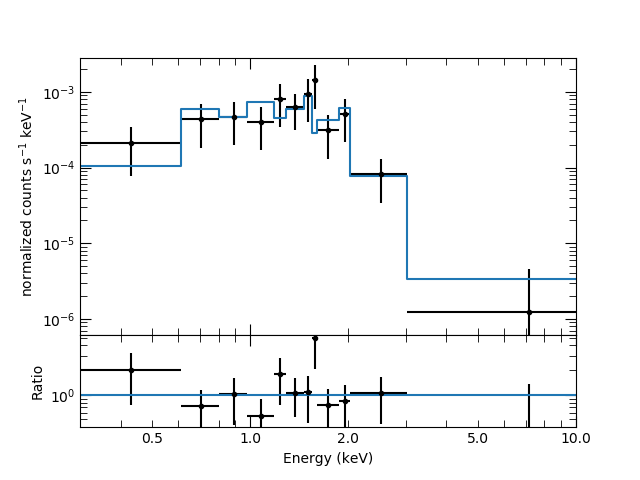 10⁻³
10⁻⁴
10⁻⁵
10⁻⁶
normalized counts s⁻¹ keV⁻¹
10⁰
Ratio
0.5 1.0 2.0 5.0 10.0
Energy (keV)